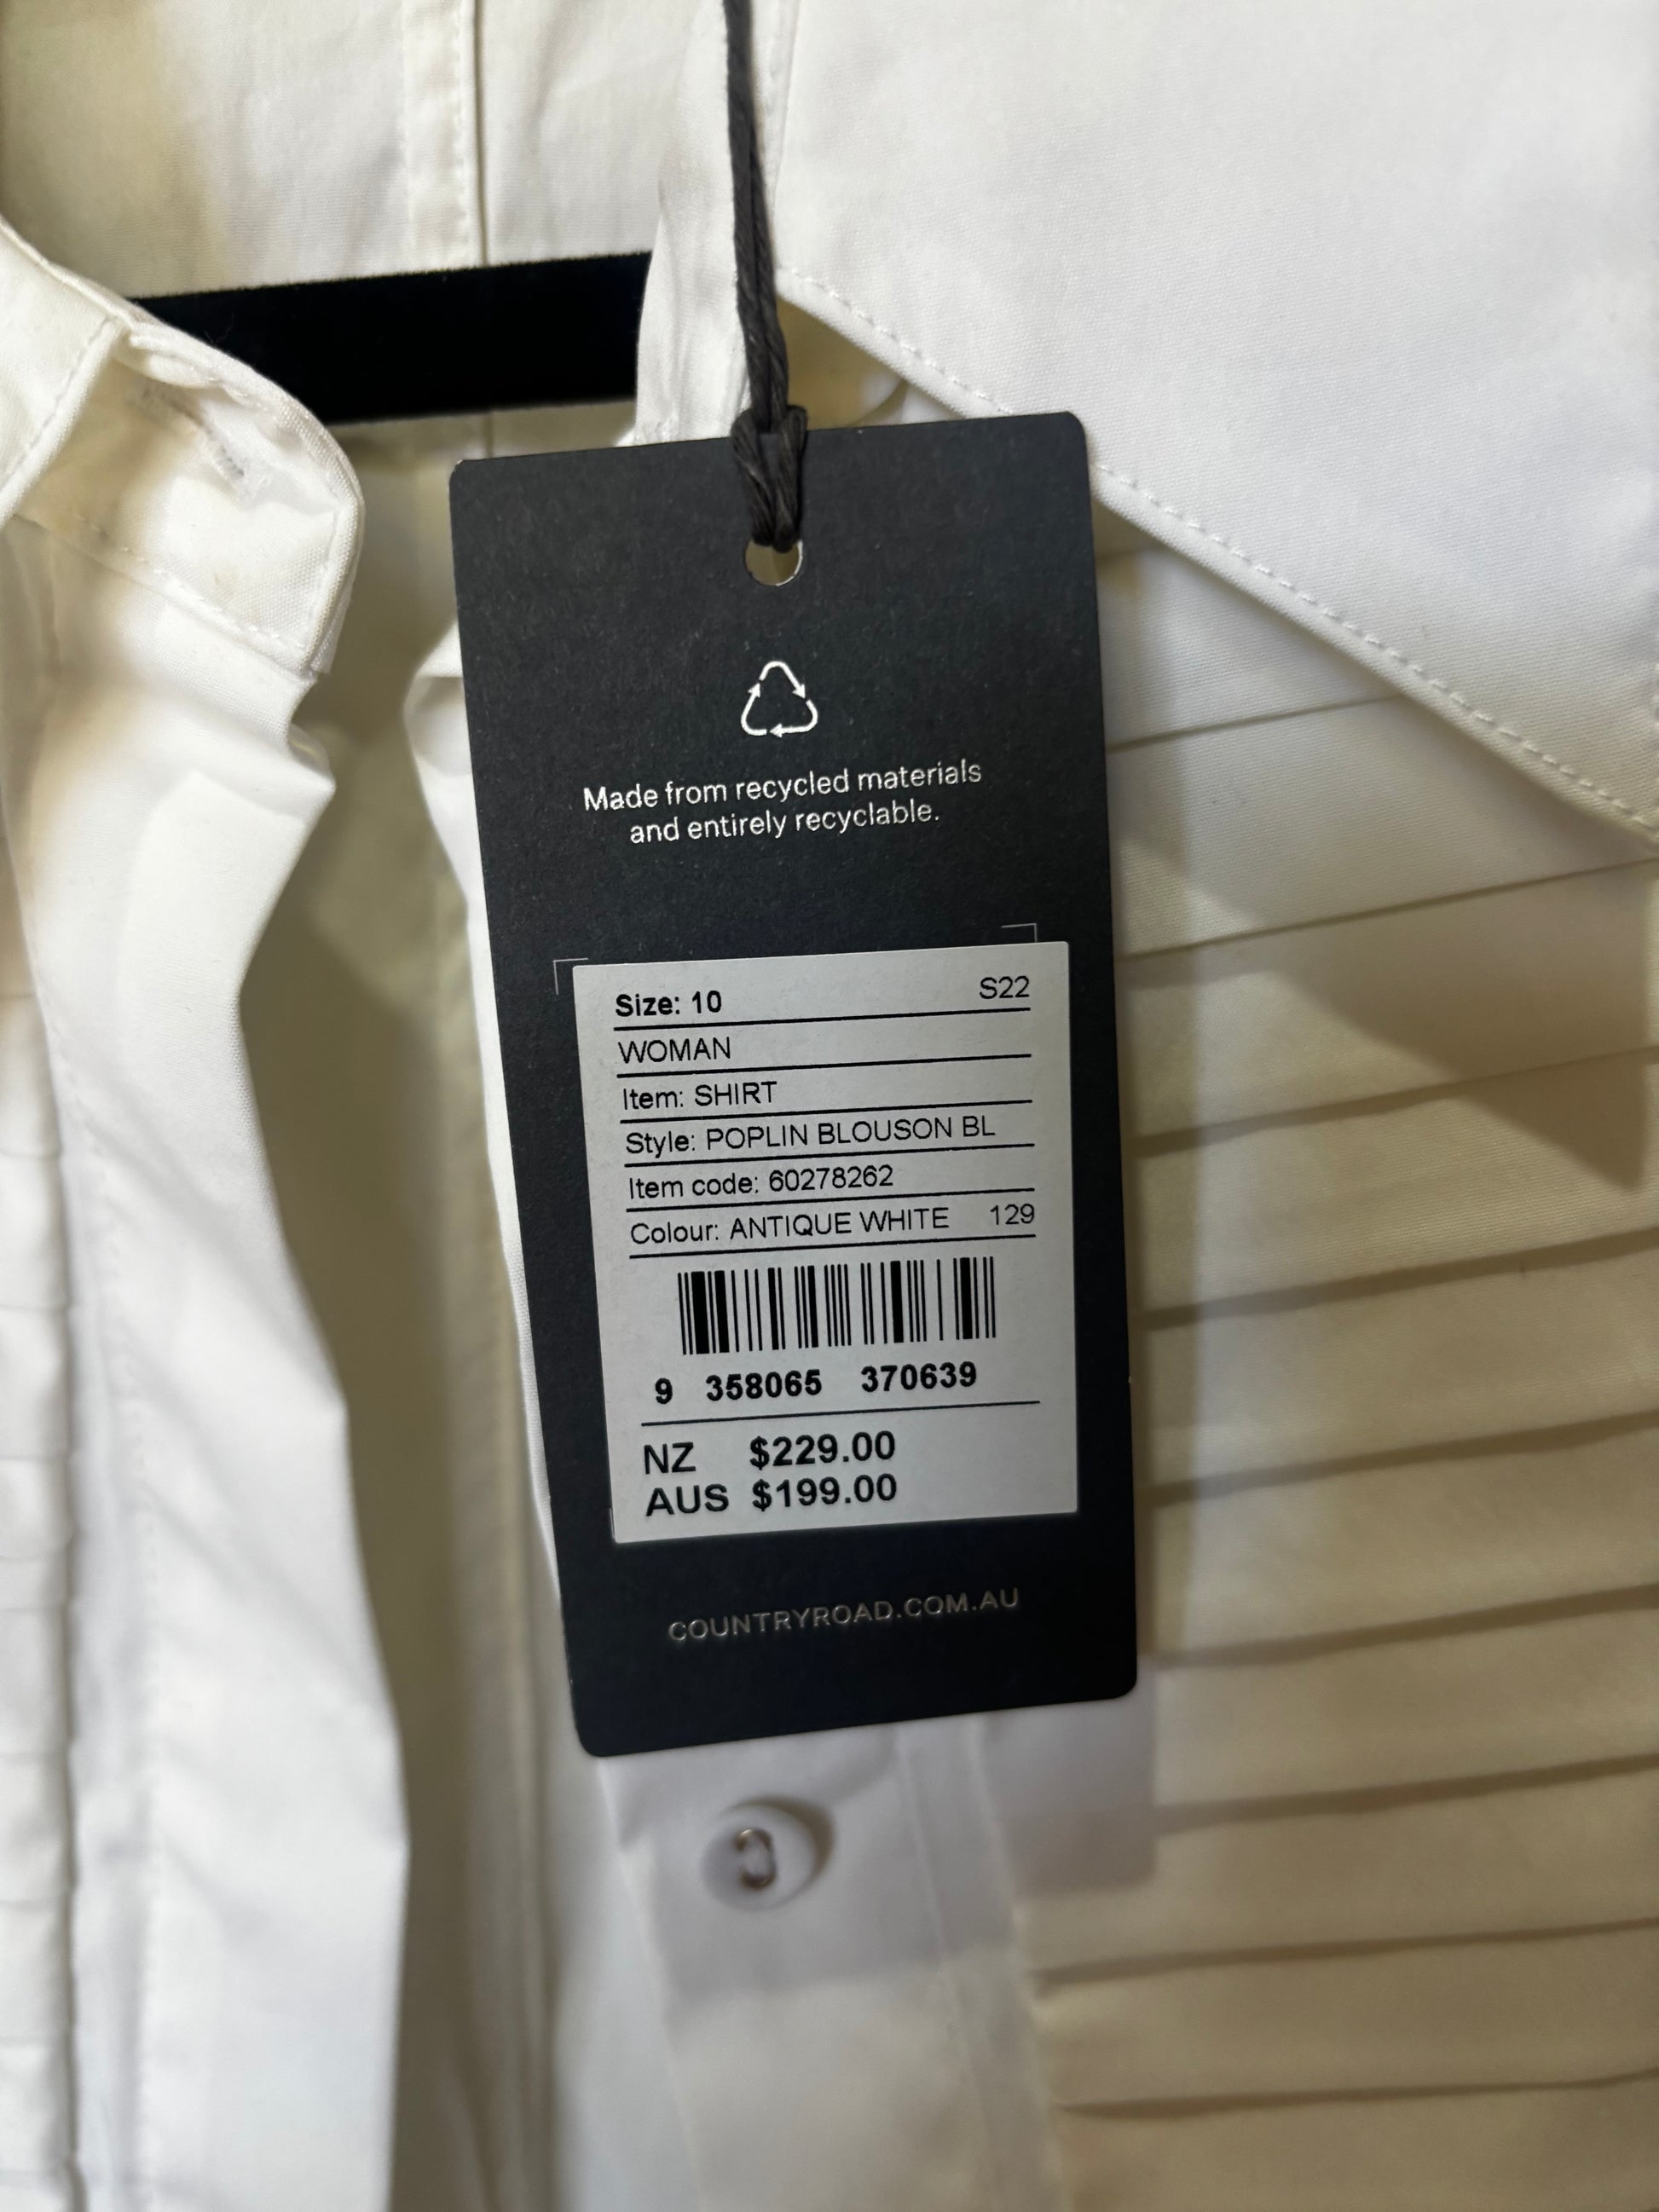 Made from recycled materials
and entirely recyclable.
Size: 10 S22
WOMAN
Item: SHIRT
Style: POPLIN BLOUSON BL
Item code: 60278262
Colour: ANTIQUE WHITE 129
9 358065 370639
NZ $229.00
AUS $199.00
COUNTRYROAD.COM.AU